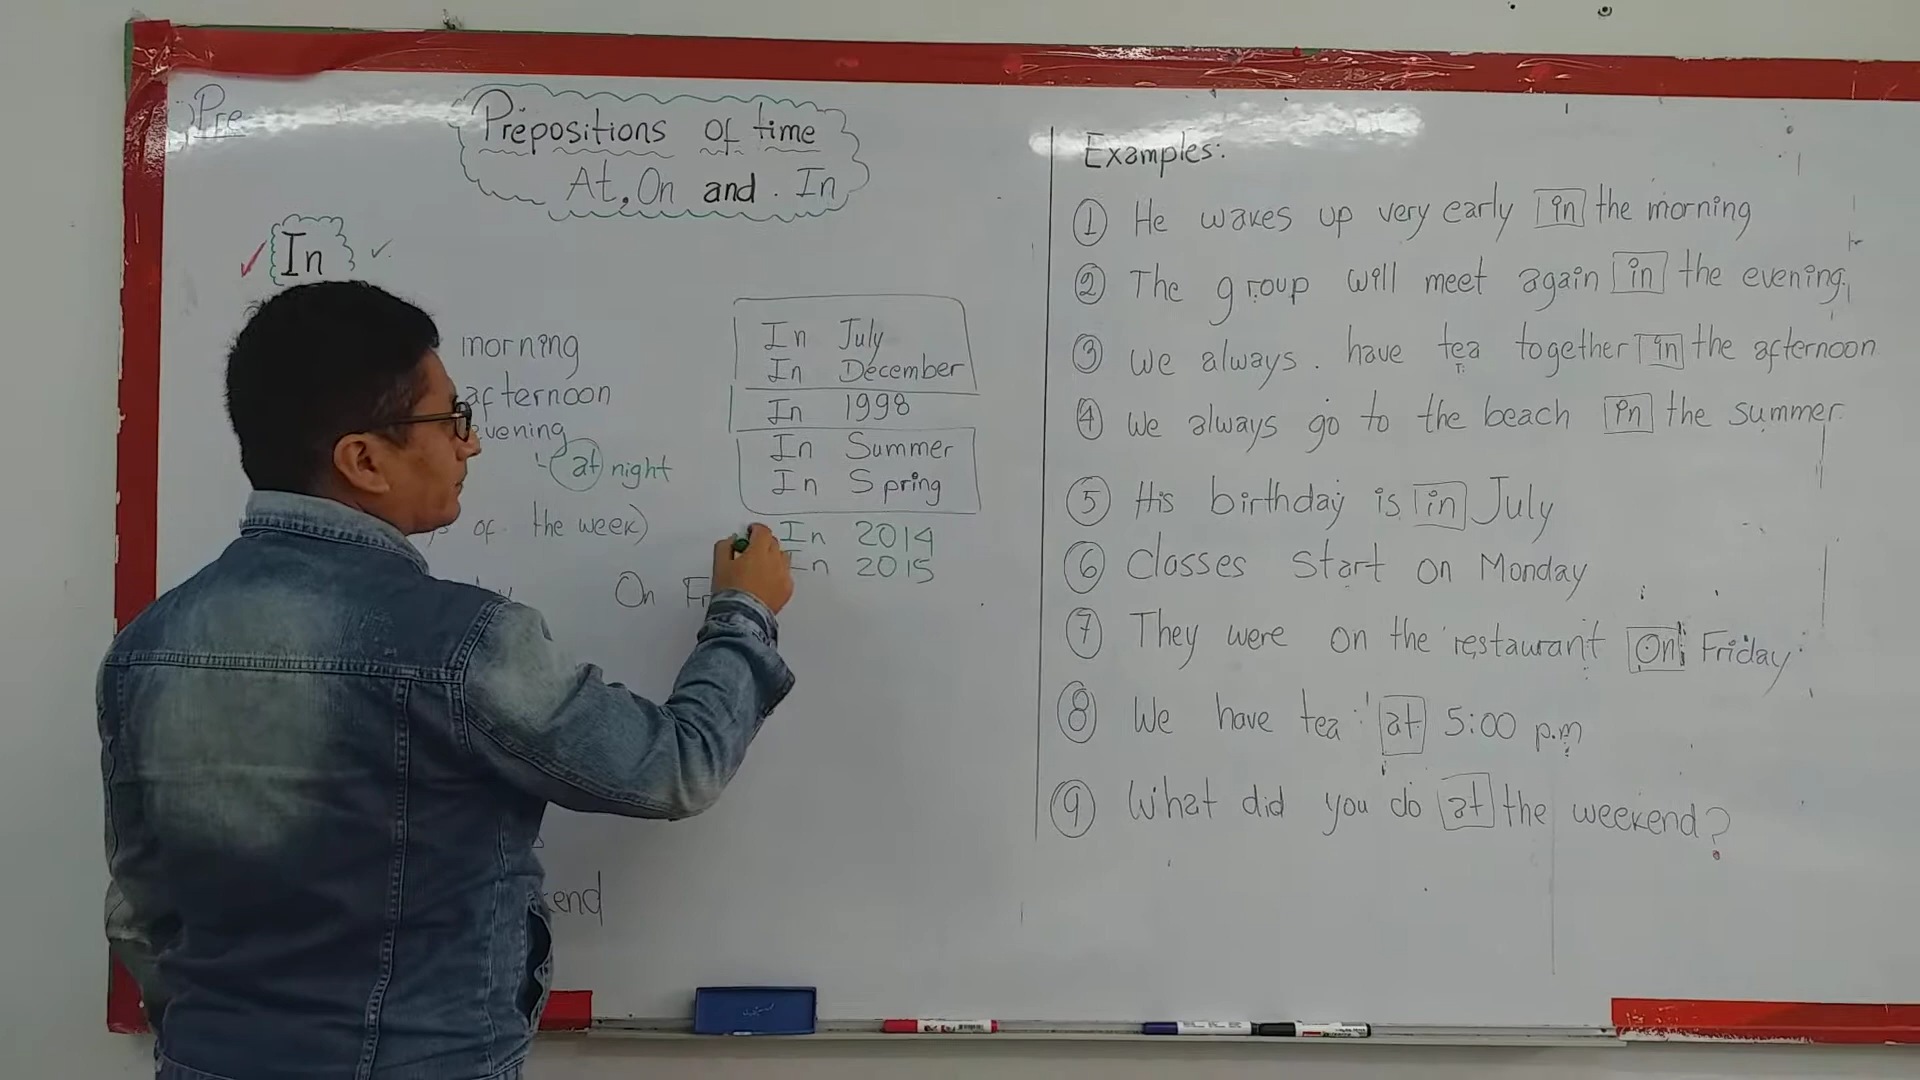 Pre
Prepositions of time
At, On and In
In
morning
afternoon
evening
at night
of the week)
On
In July
In December
In 1998
In Summer
In Spring
In 2014
In 2015
Examples:
1 He wakes up very early in the morning
2 The group will meet again in the evening.
3 We always have tea together in the afternoon
4 We always go to the beach in the summer
5 His birthday is in July
6 Classes start on Monday
7 They were on the restaurant On Friday
8 We have tea at 5:00 p.m
9 What did you do at the weekend?